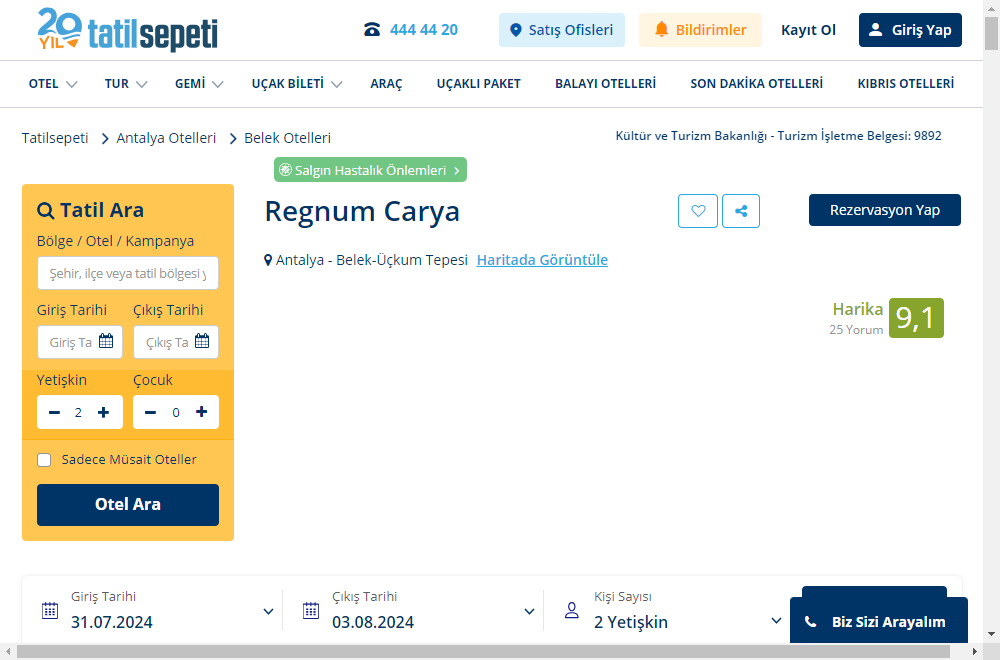 20 YIL tatilsepeti
444 44 20
Satış Ofisleri
Bildirimler
Kayıt Ol
Giriş Yap
OTEL
TUR
GEMİ
UÇAK BİLETİ
ARAÇ
UÇAKLI PAKET
BALAYI OTELLERİ
SON DAKİKA OTELLERİ
KIBRIS OTELLERİ
Tatilsepeti > Antalya Otelleri > Belek Otelleri
Kültür ve Turizm Bakanlığı - Turizm İşletme Belgesi: 9892
Salgın Hastalık Önlemleri
Tatil Ara
Bölge / Otel / Kampanya
Şehir, ilçe veya tatil bölgesi y
Giriş Tarihi
Çıkış Tarihi
Giriş Ta
Çıkış Ta
Yetişkin
Çocuk
2
0
Sadece Müsait Oteller
Otel Ara
Regnum Carya
Rezervasyon Yap
Antalya - Belek-Üçkum Tepesi
Haritada Görüntüle
Harika
25 Yorum
9,1
Giriş Tarihi
31.07.2024
Çıkış Tarihi
03.08.2024
Kişi Sayısı
2 Yetişkin
Biz Sizi Arayalım